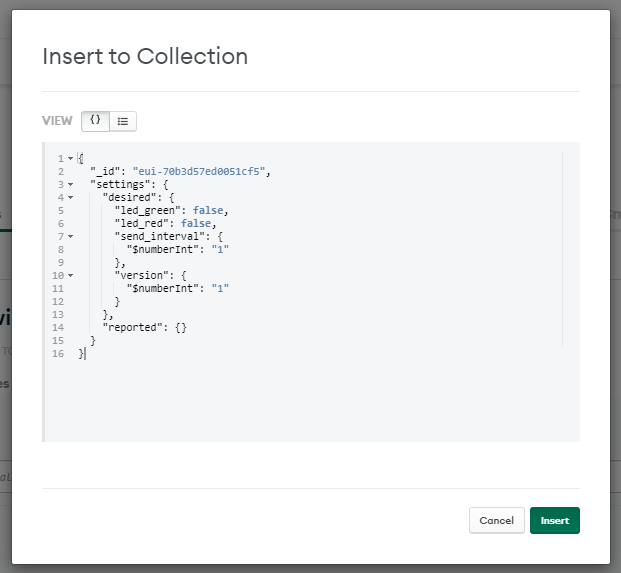 Insert to Collection
VIEW {}
1 {
2 "_id": "eui-70b3d57ed0051cf5",
3 "settings": {
4 "desired": {
5 "led_green": false,
6 "led_red": false,
7 "send_interval": {
8 "$numberInt": "1"
9 },
10 "version": {
11 "$numberInt": "1"
12 }
13 },
14 "reported": {}
15 }
16 }
Cancel Insert